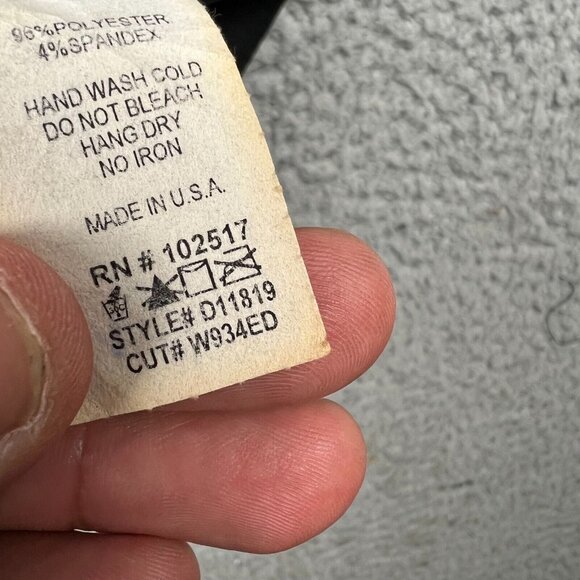 96%POLYESTER
4%SPANDEX
HAND WASH COLD
DO NOT BLEACH
HANG DRY
NO IRON
MADE IN U.S.A.
RN # 102517
STYLE# D11819
CUT# W934ED